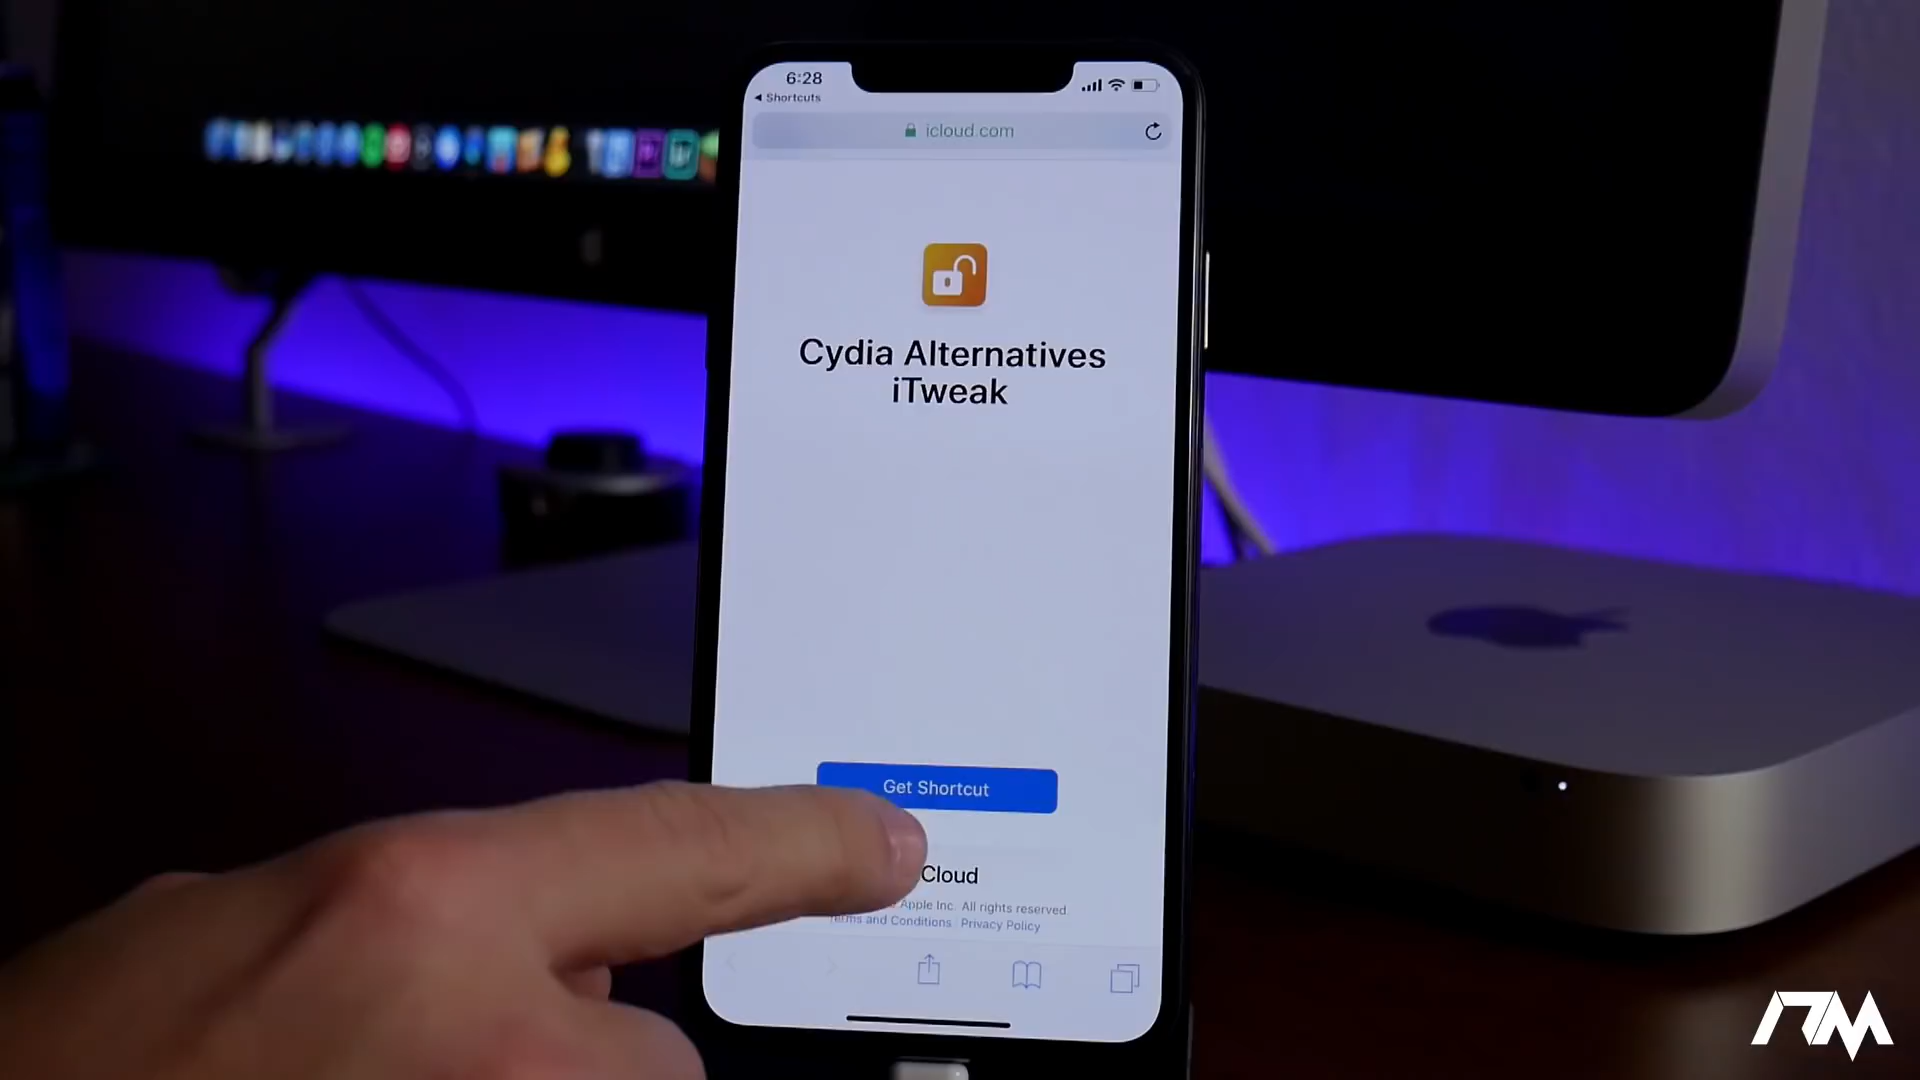 6:28
Shortcuts
icloud.com
Cydia Alternatives
iTweak
Get Shortcut
Cloud
Apple Inc. All rights reserved.
Terms and Conditions Privacy Policy